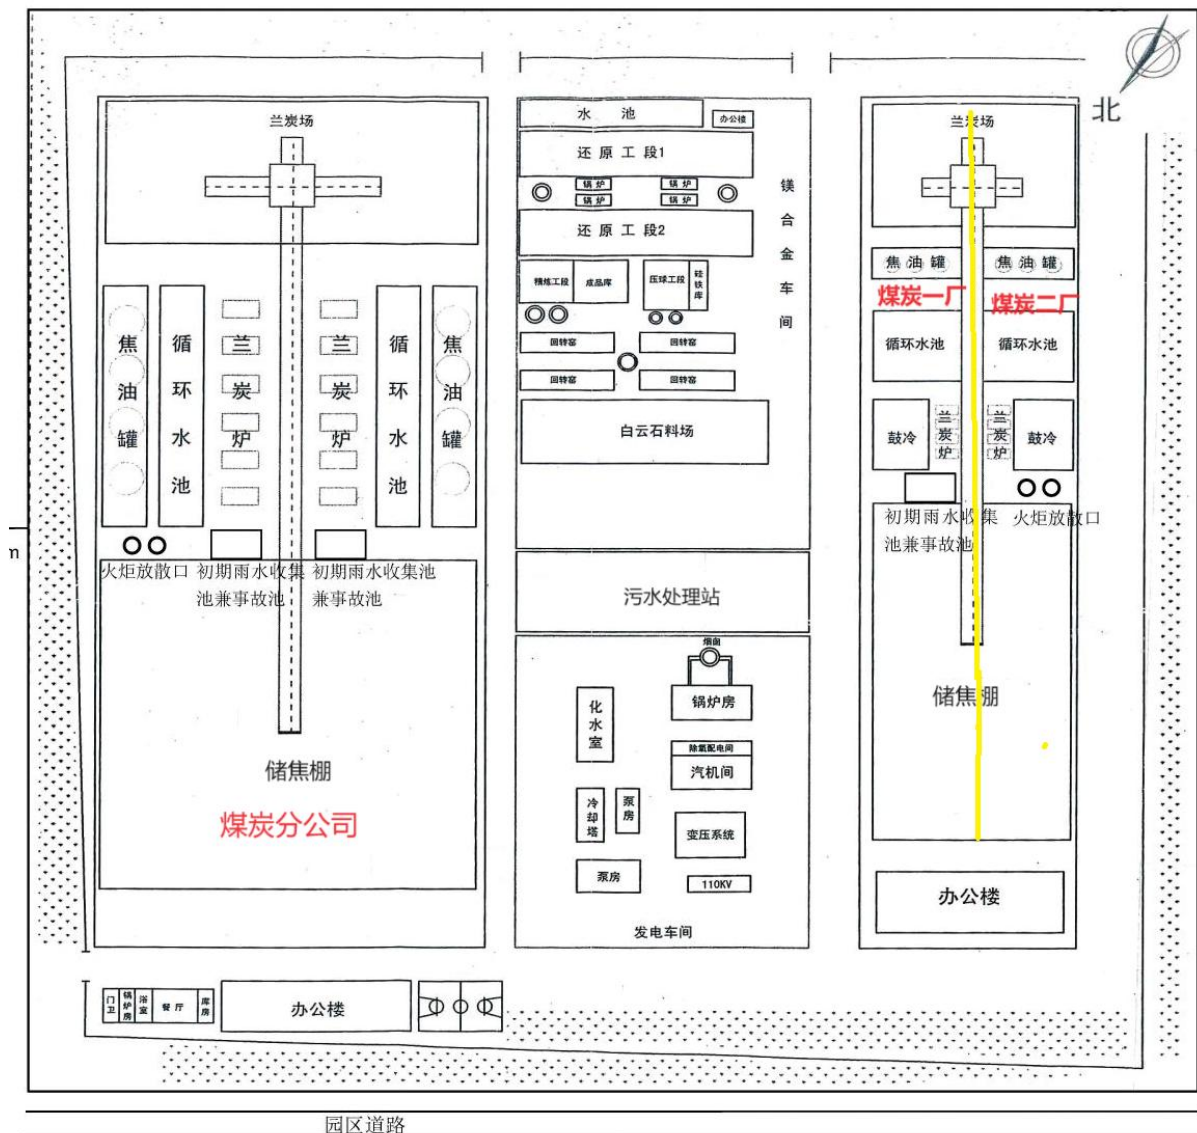 北
兰炭场
焦油罐
循环水池
兰炭炉
兰炭炉
循环水池
焦油罐
火炬放散口
初期雨水收集
池兼事故池
初期雨水收集池
兼事故池
储焦棚
煤炭分公司
水 池
办公楼
还 原 工 段1
锅 炉
锅 炉
锅 炉
锅 炉
还 原 工 段2
镁合金车间
精炼工段
成品库
压球工段
硅铁库
回转窑
回转窑
回转窑
回转窑
白云石料场
污水处理站
烟囱
锅炉房
化水室
除氧配电间
汽机间
冷却塔
泵房
变压系统
泵房
110KV
发电车间
兰炭场
焦 油 罐
焦 油 罐
煤炭一厂
煤炭二厂
循环水池
循环水池
鼓冷
兰炭炉
兰炭炉
鼓冷
初期雨水收集
池兼事故池
火炬放散口
储焦棚
办公楼
门卫
锅炉房
浴室
餐 厅
库房
办公楼
m
园区道路